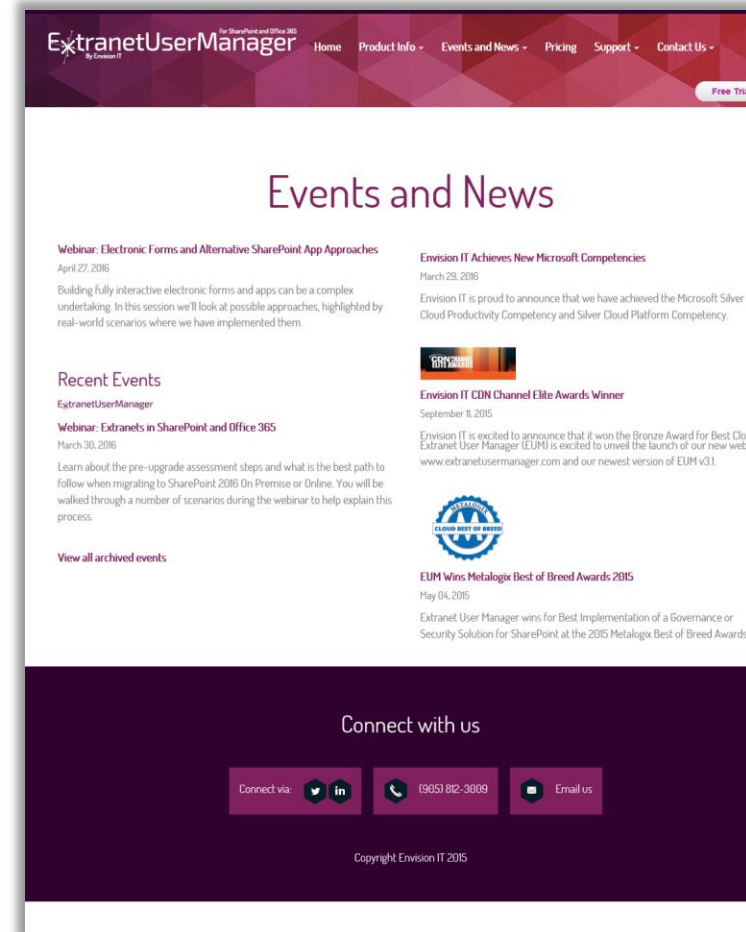 for SharePoint and Office 365
ExtranetUserManager
By Envision IT
Home Product Info Events and News Pricing Support Contact Us
Free
Events and News
Webinar: Electronic Forms and Alternative SharePoint App Approaches
April 27, 2016
Building fully interactive electronic forms and apps can be a complex
undertaking. In this session we'll look at possible approaches, highlighted by
real-world scenarios where we have implemented them.
Recent Events
ExtranetUserManager
Webinar: Extranets in SharePoint and Office 365
March 30, 2016
Learn about the pre-upgrade assessment steps and what is the best path to
follow when migrating to SharePoint 2016 On Premise or Online. You will be
walked through a number of scenarios during the webinar to help explain this
process.
View all archived events
Envision IT Achieves New Microsoft Competencies
March 29, 2016
Envision IT is proud to announce that we have achieved the Microsoft Silver
Cloud Productivity Competency and Silver Cloud Platform Competency.
CDN CHANNEL
ELITE AWARDS
Envision IT CDN Channel Elite Awards Winner
September 11, 2015
Envision IT is excited to announce that it won the Bronze Award for Best
Extranet User Manager (EUM) is excited to unveil the launch of our new
www.extranetusermanager.com and our newest version of EUM v3.1.
METALOGIX
CLOUD BEST OF BREED
EUM Wins Metalogix Best of Breed Awards 2015
May 04, 2015
Extranet User Manager wins for Best Implementation of a Governance or
Security Solution for SharePoint at the 2015 Metalogix Best of Breed Awards
Connect with us
Connect via: in (905) 812-3009 Email us
Copyright Envision IT 2015